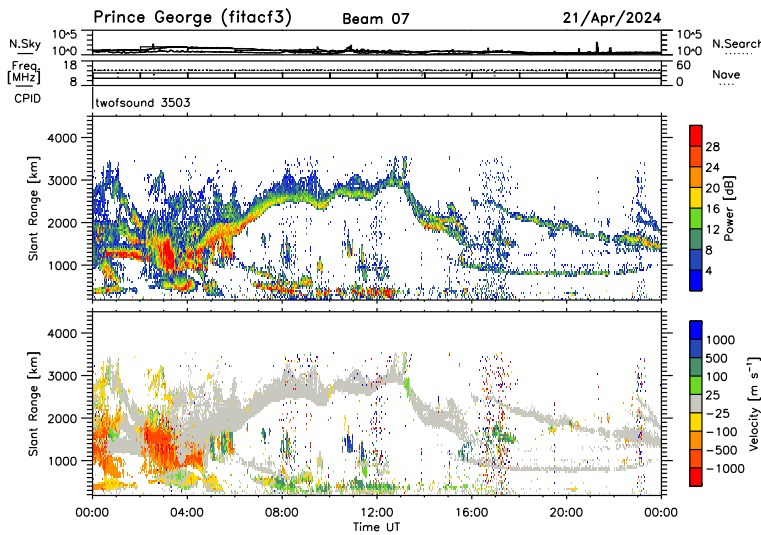 Prince George (fitacf3) Beam 07 21/Apr/2024
N.Sky 10^5 10^0 10^5 10^0 N.Search
Freq. [MHz] 18 8 60 0 Nave
CPID twofsound 3503
Slant Range [km]
4000
3000
2000
1000
Power [dB]
28
24
20
16
12
8
4
Slant Range [km]
4000
3000
2000
1000
Velocity [m s⁻¹]
1000
500
100
25
-25
-100
-500
-1000
00:00 04:00 08:00 12:00 16:00 20:00 00:00
Time UT